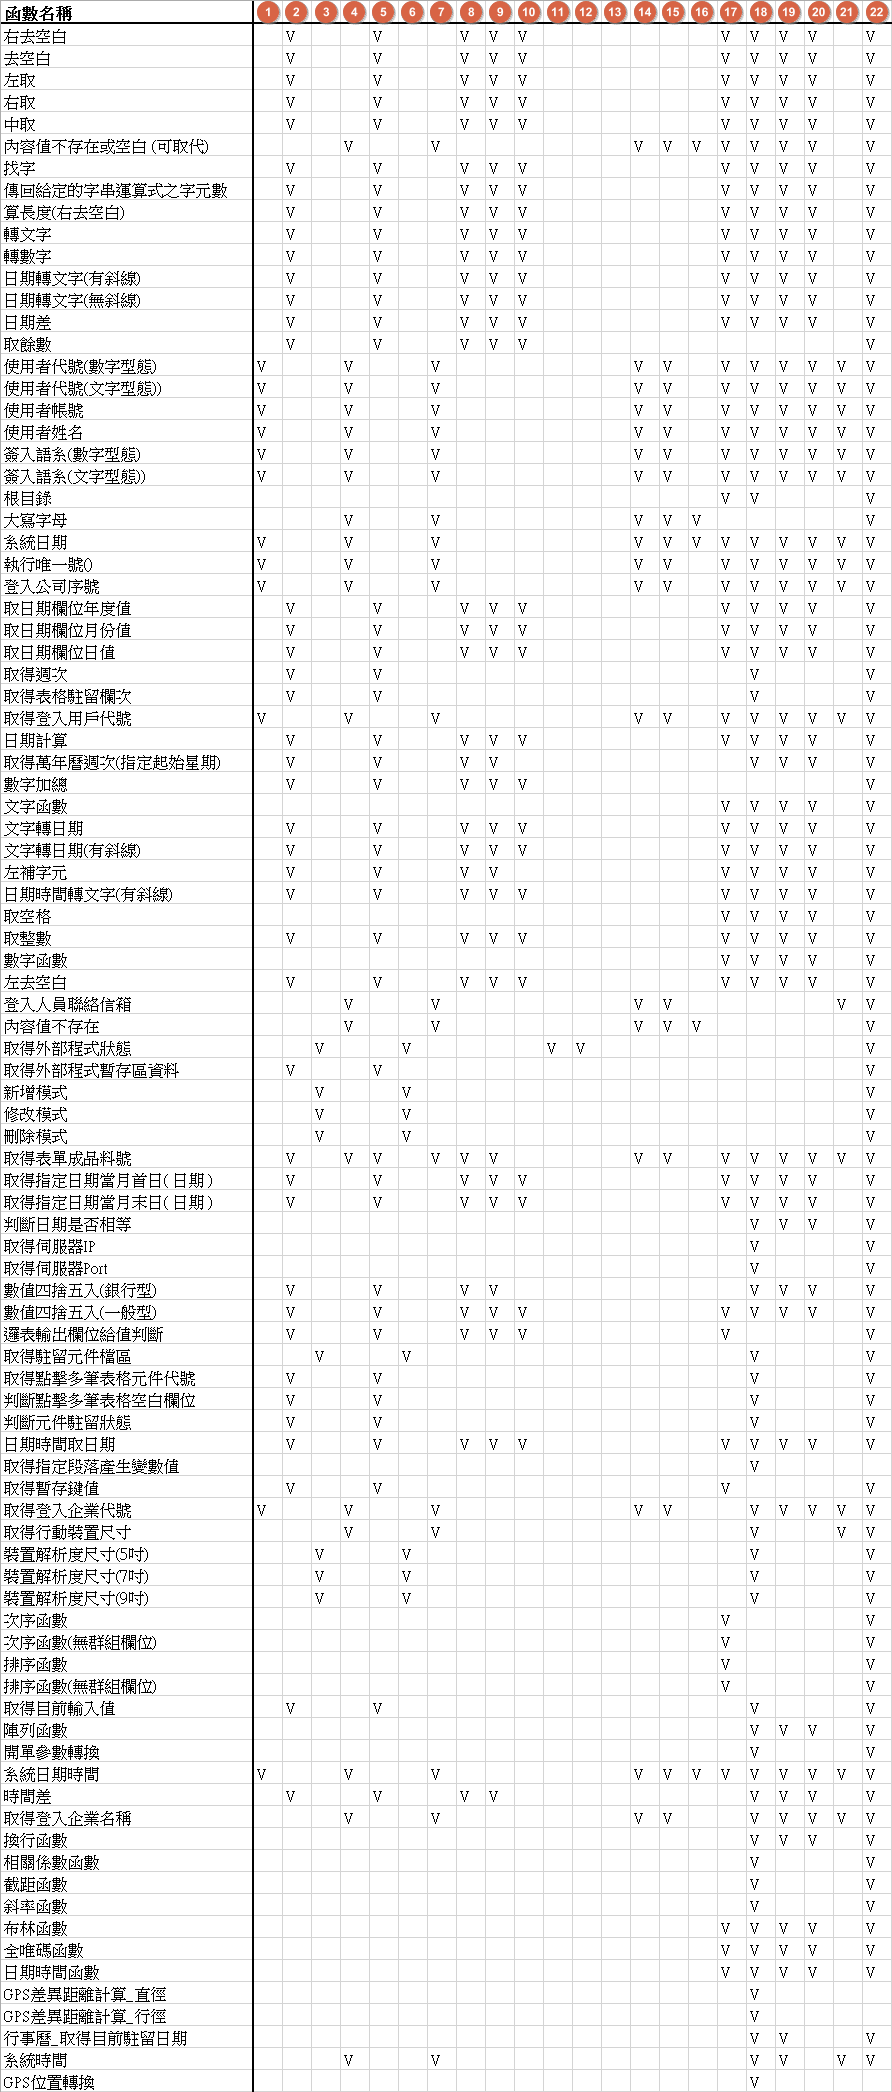 函數名稱 1 2 3 4 5 6 7 8 9 10 11 12 13 14 15 16 17 18 19 20 21 22
右去空白 V V V V V V V V V V
去空白 V V V V V V V V V V
左取 V V V V V V V V V V
右取 V V V V V V V V V V
中取 V V V V V V V V V V
內容值不存在或空白 (可取代) V V V V V V V V V V
找字 V V V V V V V V V V
傳回給定的字串運算式之字元數 V V V V V V V V V V
算長度(右去空白) V V V V V V V V V V
轉文字 V V V V V V V V V V
轉數字 V V V V V V V V V V
日期轉文字(有斜線) V V V V V V V V V V
日期轉文字(無斜線) V V V V V V V V V V
日期差 V V V V V V V V V V
取餘數 V V V V V V
使用者代號(數字型態) V V V V V V V V V V V
使用者代號(文字型態)) V V V V V V V V V V V
使用者帳號 V V V V V V V V V V V
使用者姓名 V V V V V V V V V V V
簽入語系(數字型態) V V V V V V V V V V V
簽入語系(文字型態)) V V V V V V V V V V V
根目錄 V V V
大寫字母 V V V V V V
系統日期 V V V V V V V V V V V V
執行唯一號() V V V V V V V V V V V
登入公司序號 V V V V V V V V V V V
取日期欄位年度值 V V V V V V V V V V
取日期欄位月份值 V V V V V V V V V V
取日期欄位日值 V V V V V V V V V V
取得週次 V V V V
取得表格駐留欄次 V V V V
取得登入用戶代號 V V V V V V V V V V V
日期計算 V V V V V V V V V V
取得萬年曆週次(指定起始星期) V V V V V V V V
數字加總 V V V V V V
文字函數 V V V V V
文字轉日期 V V V V V V V V V V
文字轉日期(有斜線) V V V V V V V V V V
左補字元 V V V V V V V V V
日期時間轉文字(有斜線) V V V V V V V V V V
取空格 V V V V V
取整數 V V V V V V V V V V
數字函數 V V V V V
左去空白 V V V V V V V V V V
登入人員聯絡信箱 V V V V V V
內容值不存在 V V V V V V
取得外部程式狀態 V V V V V
取得外部程式暫存區資料 V V V
新增模式 V V V
修改模式 V V V
刪除模式 V V V
取得表單成品料號 V V V V V V V V V V V V V V
取得指定日期當月首日( 日期 ) V V V V V V V V V V
取得指定日期當月末日( 日期 ) V V V V V V V V V V
判斷日期是否相等 V V V V
取得伺服器IP V V
取得伺服器Port V V
數值四捨五入(銀行型) V V V V V V V V
數值四捨五入(一般型) V V V V V V V V V V
邏表輸出欄位給值判斷 V V V V V V V
取得駐留元件檔區 V V V V
取得點擊多筆表格元件代號 V V V V
判斷點擊多筆表格空白欄位 V V V V
判斷元件駐留狀態 V V V V
日期時間取日期 V V V V V V V V V V
取得指定段落產生變數值 V
取得暫存鍵值 V V V V
取得登入企業代號 V V V V V V V V V V
取得行動裝置尺寸 V V V V V
裝置解析度尺寸(5吋) V V V V
裝置解析度尺寸(7吋) V V V V
裝置解析度尺寸(9吋) V V V V
次序函數 V V
次序函數(無群組欄位) V V
排序函數 V V
排序函數(無群組欄位) V V
取得目前輸入值 V V V V
陣列函數 V V V V
開單參數轉換 V V
系統日期時間 V V V V V V V V V V V V
時間差 V V V V V V V V
取得登入企業名稱 V V V V V V V V V
換行函數 V V V V
相關係數函數 V V
截距函數 V V
斜率函數 V V
布林函數 V V V V V
全唯碼函數 V V V V V
日期時間函數 V V V V V
GPS差異距離計算_直徑 V
GPS差異距離計算_行徑 V
行事曆_取得目前駐留日期 V V V
系統時間 V V V V V V
GPS位置轉換 V